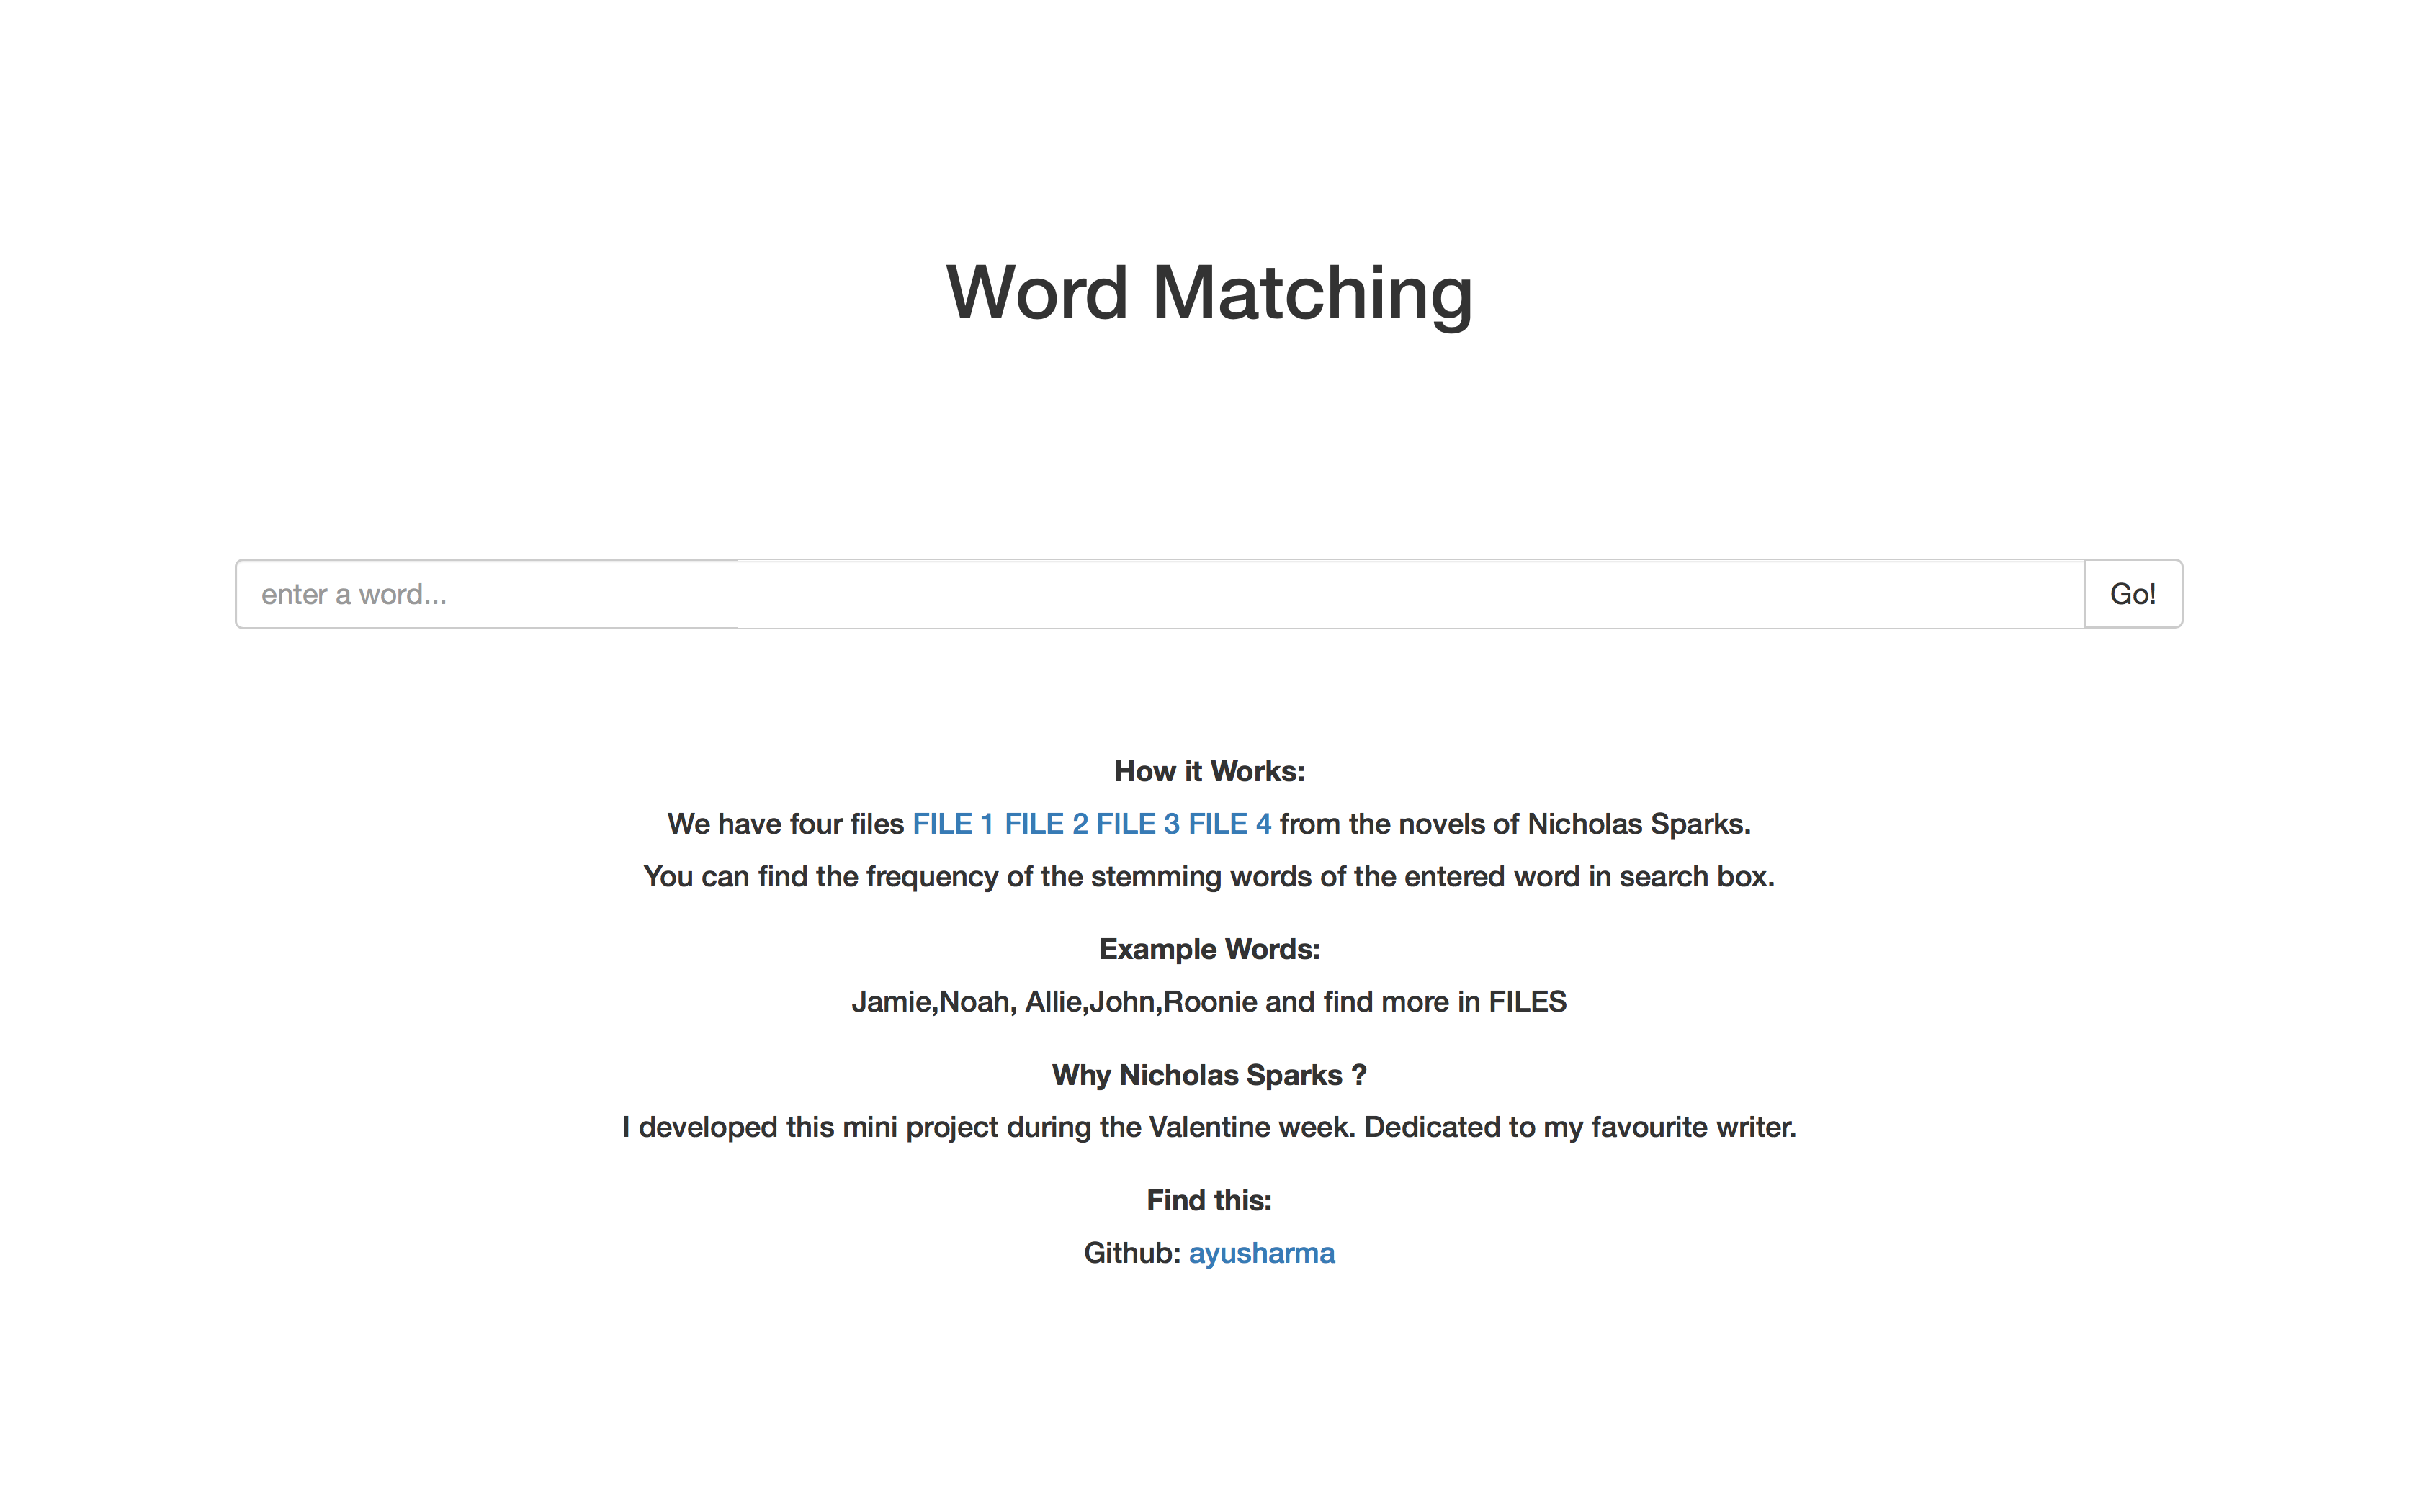 Word Matching
enter a word...
Go!
How it Works:
We have four files FILE 1 FILE 2 FILE 3 FILE 4 from the novels of Nicholas Sparks.
You can find the frequency of the stemming words of the entered word in search box.
Example Words:
Jamie,Noah, Allie,John,Roonie and find more in FILES
Why Nicholas Sparks ?
I developed this mini project during the Valentine week. Dedicated to my favourite writer.
Find this:
Github: ayusharma